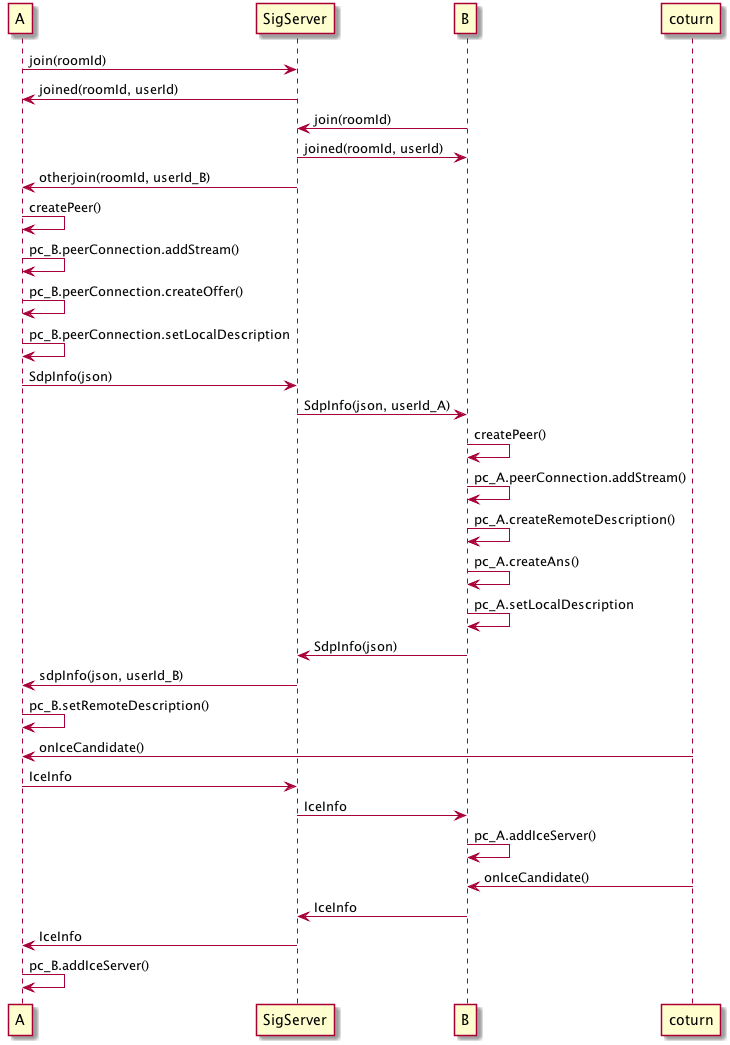 A
SigServer
B
coturn
join(roomId)
joined(roomId, userId)
join(roomId)
joined(roomId, userId)
otherjoin(roomId, userId_B)
createPeer()
pc_B.peerConnection.addStream()
pc_B.peerConnection.createOffer()
pc_B.peerConnection.setLocalDescription
SdpInfo(json)
SdpInfo(json, userId_A)
createPeer()
pc_A.peerConnection.addStream()
pc_A.createRemoteDescription()
pc_A.createAns()
pc_A.setLocalDescription
SdpInfo(json)
sdpInfo(json, userId_B)
pc_B.setRemoteDescription()
onIceCandidate()
IceInfo
IceInfo
pc_A.addIceServer()
onIceCandidate()
IceInfo
IceInfo
pc_B.addIceServer()
A
SigServer
B
coturn